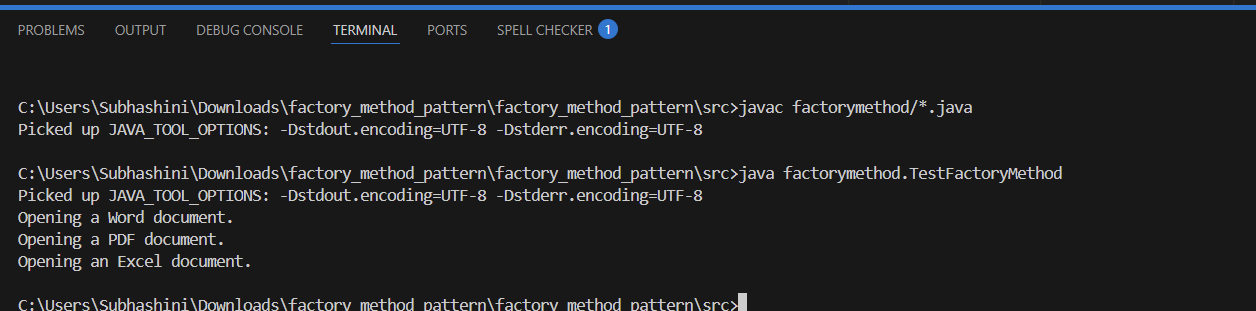 PROBLEMS OUTPUT DEBUG CONSOLE TERMINAL PORTS SPELL CHECKER 1
C:\Users\Subhashini\Downloads\factory_method_pattern\factory_method_pattern\src>javac factorymethod/*.java
Picked up JAVA_TOOL_OPTIONS: -Dstdout.encoding=UTF-8 -Dstderr.encoding=UTF-8
C:\Users\Subhashini\Downloads\factory_method_pattern\factory_method_pattern\src>java factorymethod.TestFactoryMethod
Picked up JAVA_TOOL_OPTIONS: -Dstdout.encoding=UTF-8 -Dstderr.encoding=UTF-8
Opening a Word document.
Opening a PDF document.
Opening an Excel document.
C:\Users\Subhashini\Downloads\factory_method_pattern\factory_method_pattern\src>